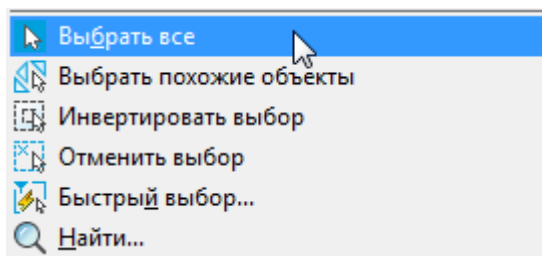 Выбрать все
Выбрать похожие объекты
Инвертировать выбор
Отменить выбор
Быстрый выбор...
Найти...